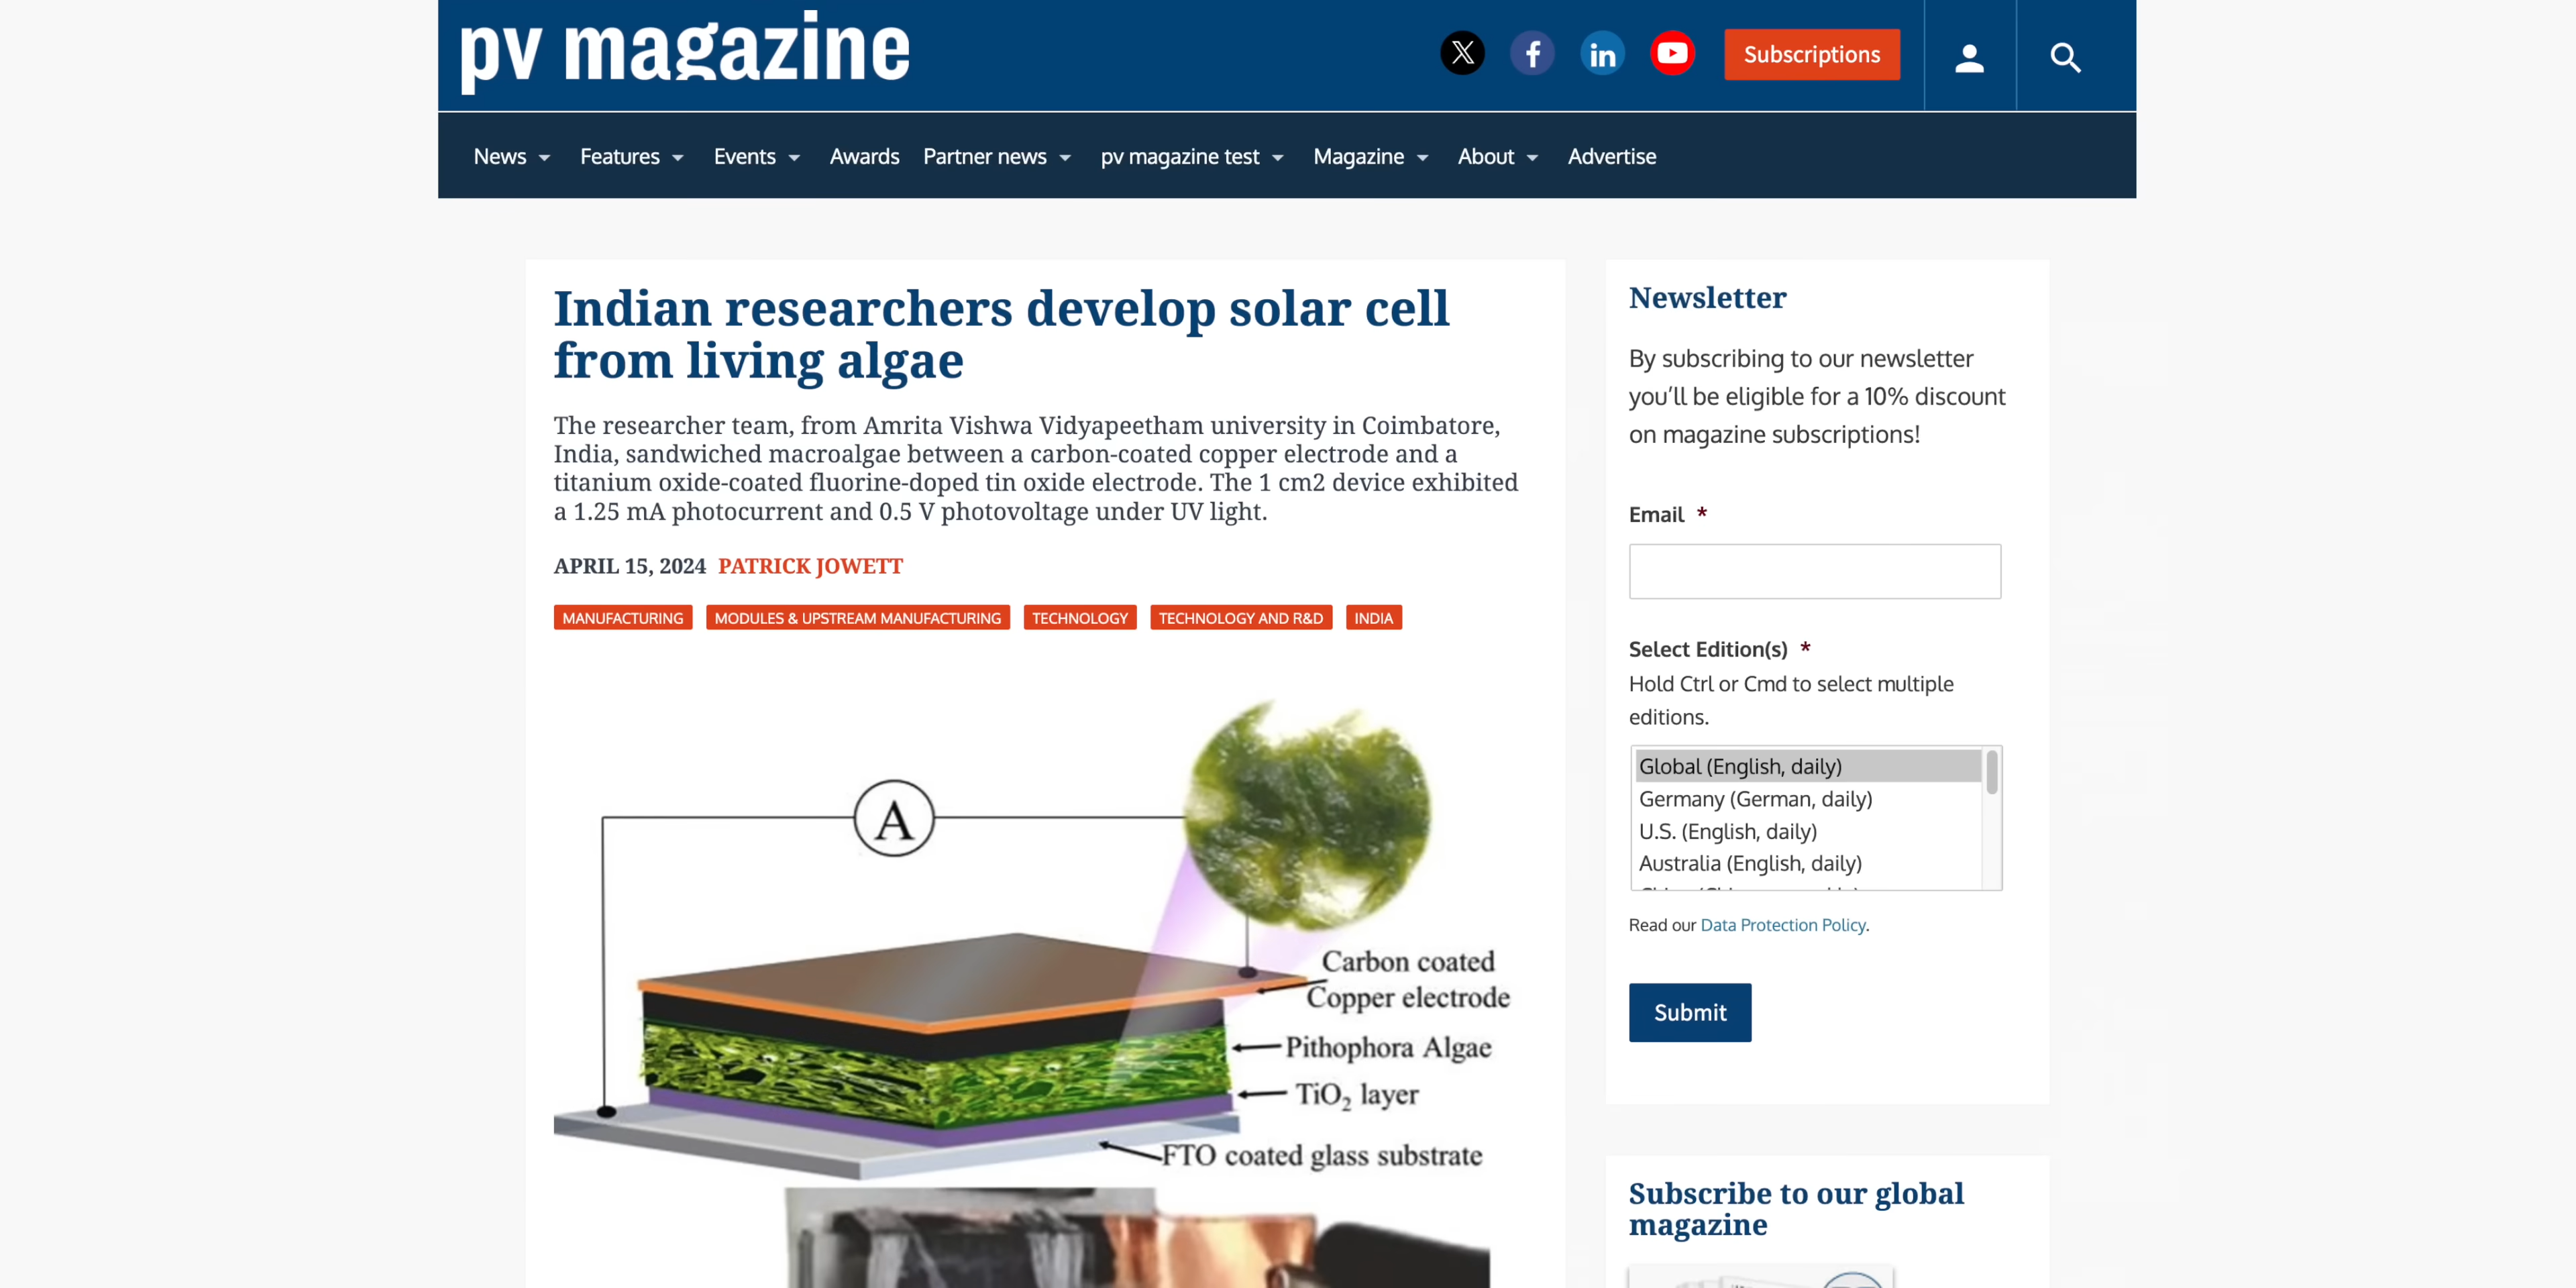 pv magazine
Subscriptions
News
Features
Events
Awards
Partner news
pv magazine test
Magazine
About
Advertise
Indian researchers develop solar cell
from living algae
The researcher team, from Amrita Vishwa Vidyapeetham university in Coimbatore,
India, sandwiched macroalgae between a carbon-coated copper electrode and a
titanium oxide-coated fluorine-doped tin oxide electrode. The 1 cm2 device exhibited
a 1.25 mA photocurrent and 0.5 V photovoltage under UV light.
APRIL 15, 2024 PATRICK JOWETT
MANUFACTURING
MODULES & UPSTREAM MANUFACTURING
TECHNOLOGY
TECHNOLOGY AND R&D
INDIA
A
Carbon coated
Copper electrode
Pithophora Algae
TiO₂ layer
FTO coated glass substrate
Newsletter
By subscribing to our newsletter
you'll be eligible for a 10% discount
on magazine subscriptions!
Email *
Select Edition(s) *
Hold Ctrl or Cmd to select multiple
editions.
Global (English, daily)
Germany (German, daily)
U.S. (English, daily)
Australia (English, daily)
Read our Data Protection Policy.
Submit
Subscribe to our global
magazine